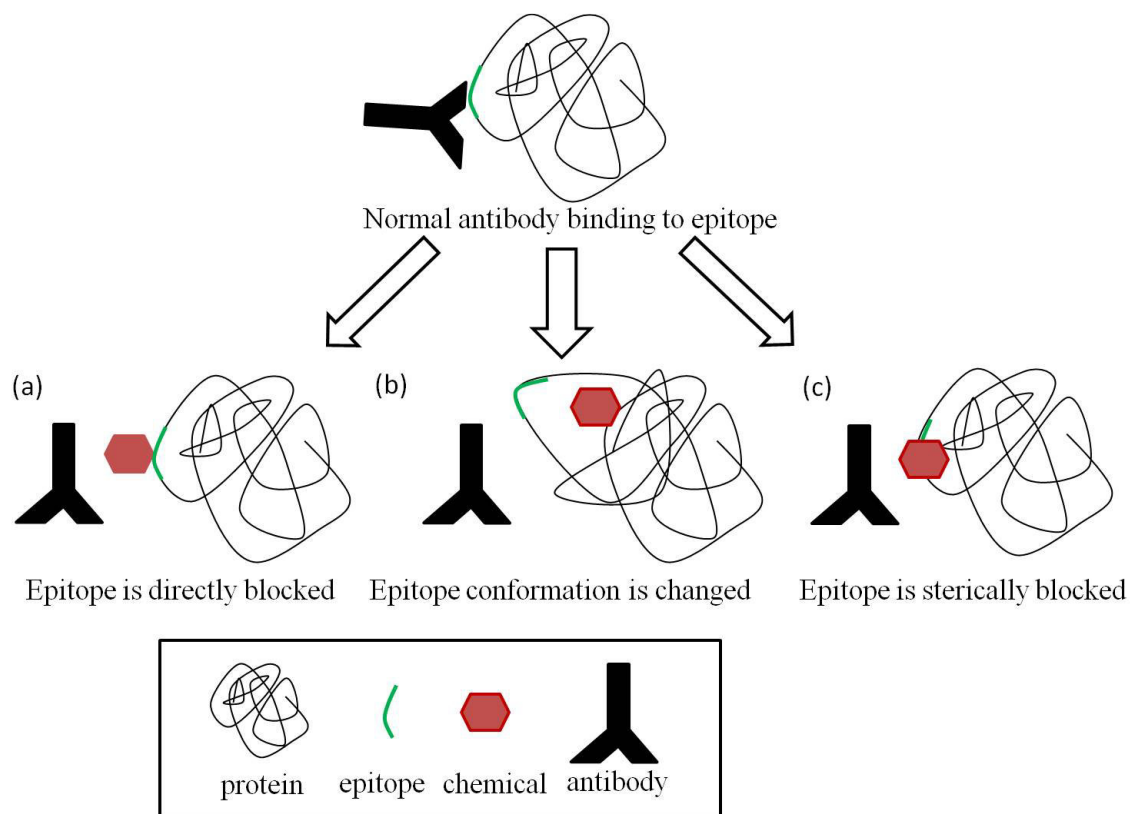 Normal antibody binding to epitope
(a)
(b)
(c)
Epitope is directly blocked
Epitope conformation is changed
Epitope is sterically blocked
protein
epitope
chemical
antibody